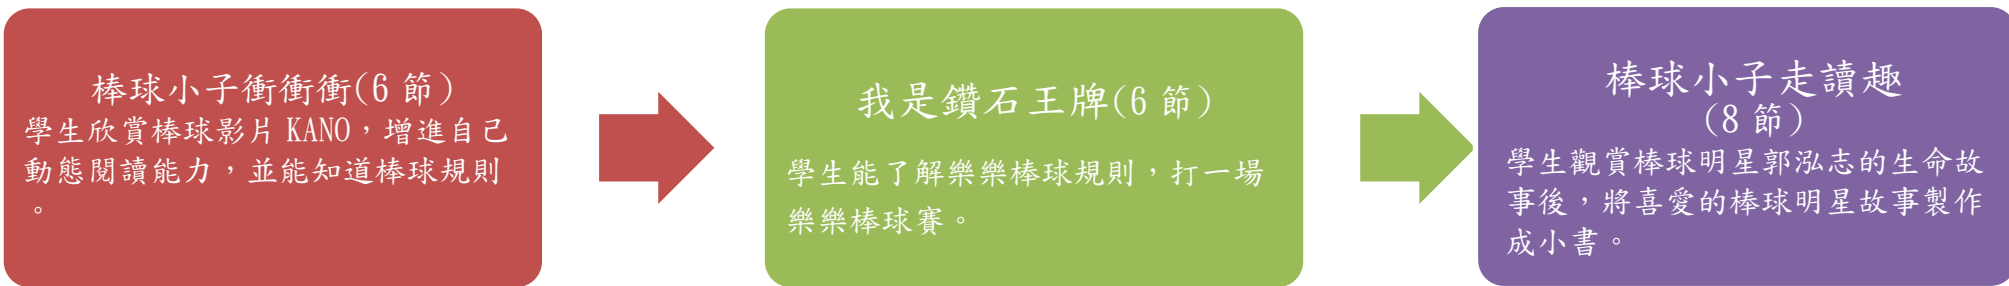 棒球小子衝衝衝(6 節)
學生欣賞棒球影片 KANO，增進自己
動態閱讀能力，並能知道棒球規則
。
我是鑽石王牌(6 節)
學生能了解樂樂棒球規則，打一場
樂樂棒球賽。
棒球小子走讀趣
(8 節)
學生觀賞棒球明星郭泓志的生命故
事後，將喜愛的棒球明星故事製作
成小書。